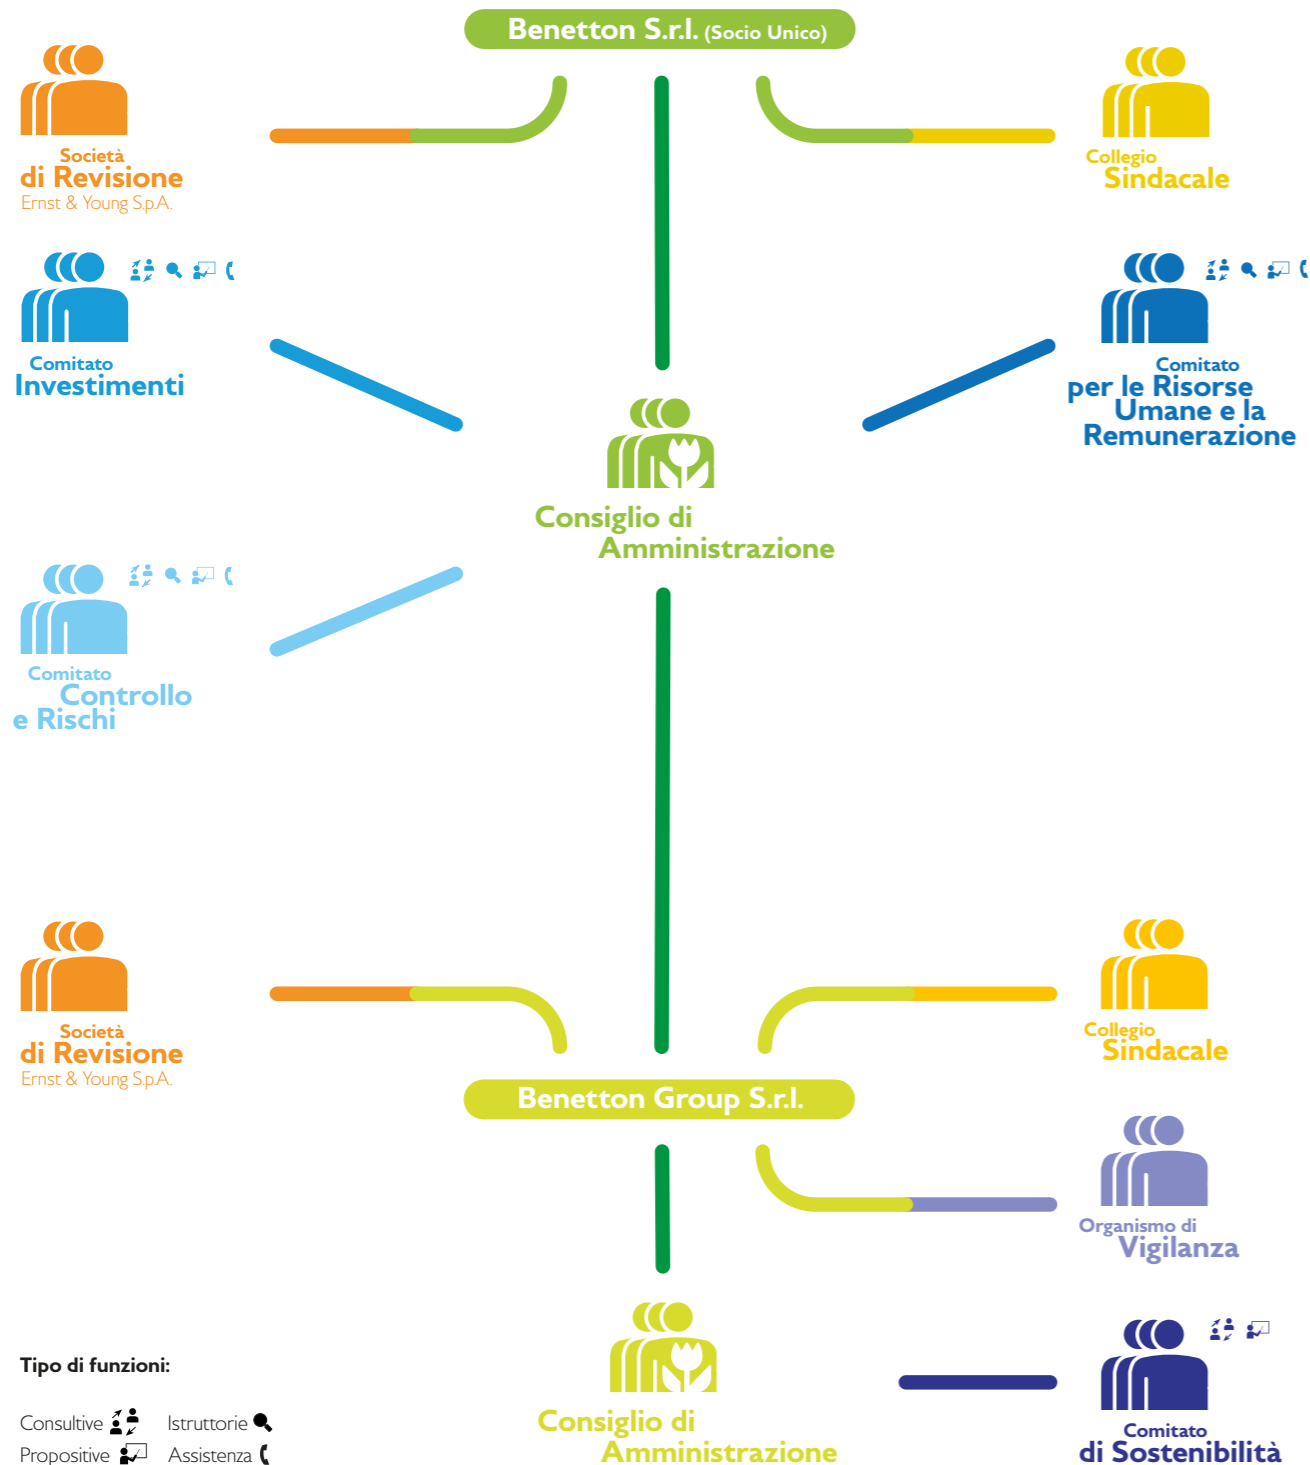 Benetton S.r.l. (Socio Unico)
Società
di Revisione
Ernst & Young S.p.A.
Collegio
Sindacale
Comitato
Investimenti
Comitato
per le Risorse
Umane e la
Remunerazione
Consiglio di
Amministrazione
Comitato
Controllo
e Rischi
Società
di Revisione
Ernst & Young S.p.A.
Collegio
Sindacale
Benetton Group S.r.l.
Organismo di
Vigilanza
Consiglio di
Amministrazione
Comitato
di Sostenibilità
Tipo di funzioni:
Consultive Istruttorie
Propositive Assistenza